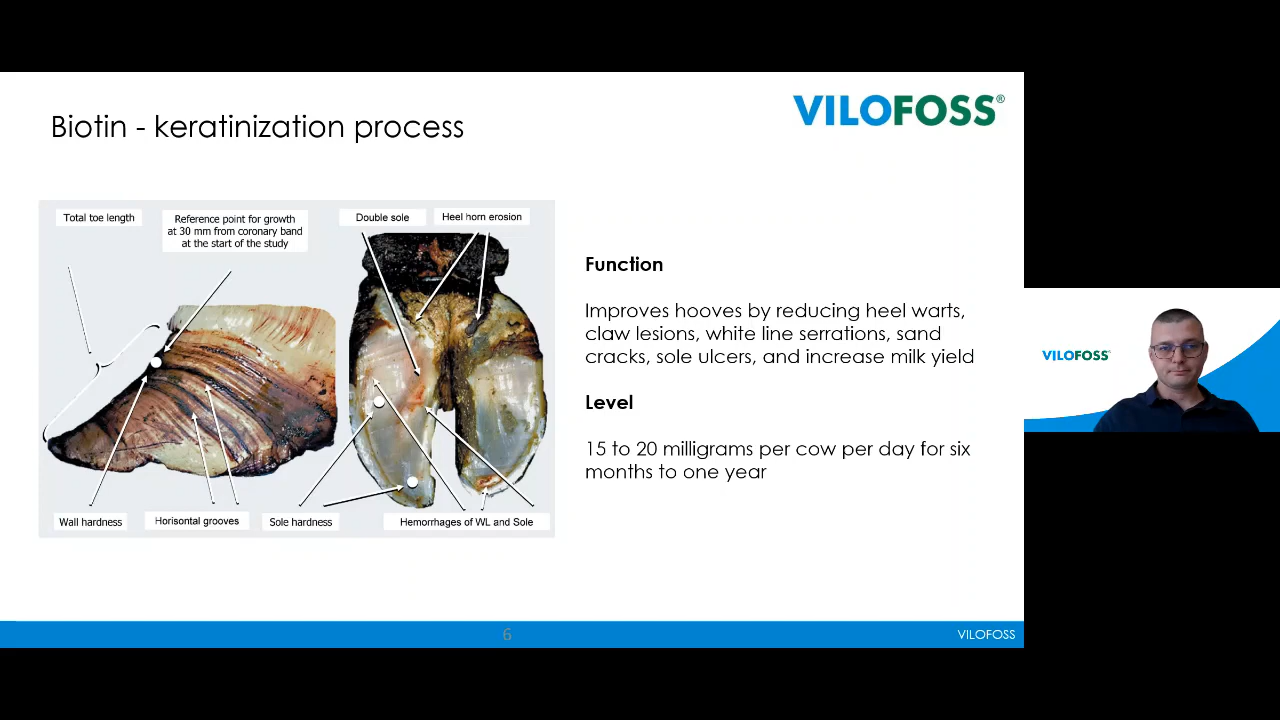 Biotin - keratinization process
VILOFOSS®
Total toe length
Reference point for growth
at 30 mm from coronary band
at the start of the study
Double sole
Heel horn erosion
Wall hardness
Horisontal grooves
Sole hardness
Hemorrhages of WL and Sole
Function
Improves hooves by reducing heel warts,
claw lesions, white line serrations, sand
cracks, sole ulcers, and increase milk yield
Level
15 to 20 milligrams per cow per day for six
months to one year
6
VILOFOSS
VILOFOSS®